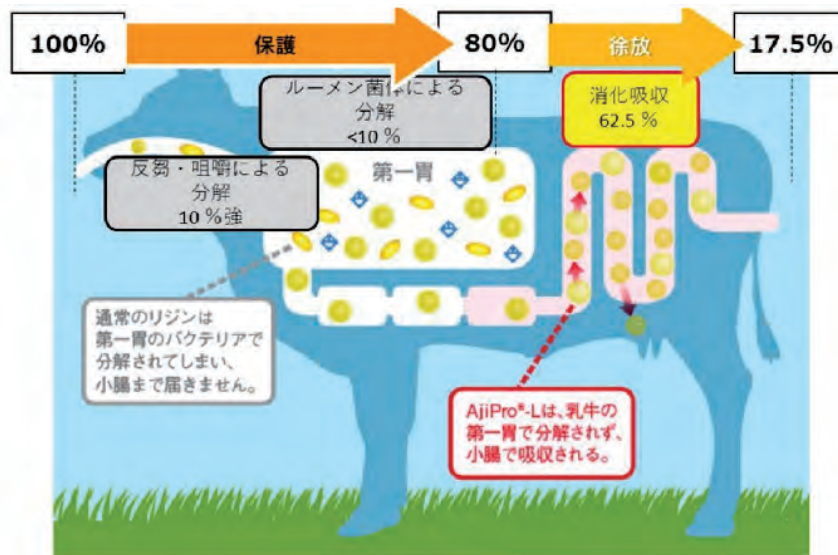 100%
保護
80%
徐放
17.5%
ルーメン菌体による
分解
<10 %
消化吸収
62.5 %
反芻・咀嚼による
分解
10 %強
第一胃
通常のリジンは
第一胃のバクテリアで
分解されてしまい、
小腸まで届きません。
AjiPro®-Lは、乳牛の
第一胃で分解されず、
小腸で吸収される。